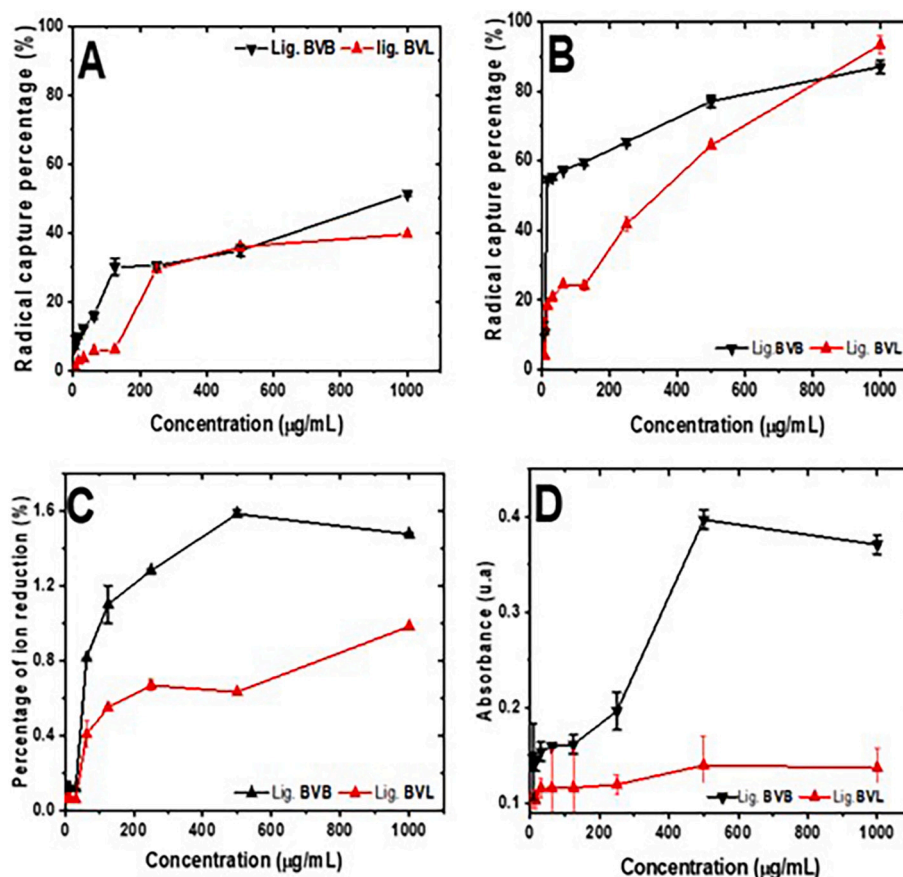 A
Lig. BVB
lig. BVL
Radical capture percentage (%)
100
80
60
40
20
0
0 200 400 600 800 1000
Concentration (µg/mL)
B
Radical capture percentage (%)
100
80
60
40
20
0
Lig.BVB
Lig. BVL
0 200 400 600 800 1000
Concentration (µg/mL)
C
Percentage of ion reduction (%)
1.6
1.2
0.8
0.4
0.0
Lig. BVB
Lig. BVL
0 200 400 600 800 1000
Concentration (µg/mL)
D
Absorbance (u.a)
0.4
0.3
0.2
0.1
Lig.BVB
Lig.BVL
0 200 400 600 800 1000
Concentration (µg/mL)